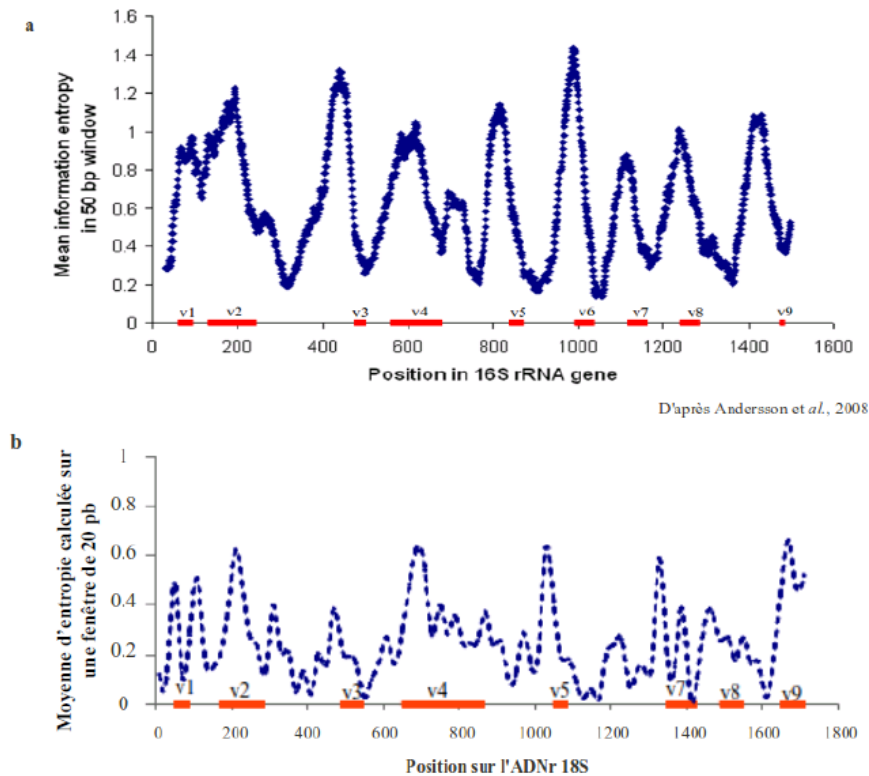 a
Mean information entropy
in 50 bp window
1.6
1.4
1.2
1
0.8
0.6
0.4
0.2
0
v1 v2 v3 v4 v5 v6 v7 v8 v9
0 200 400 600 800 1000 1200 1400 1600
Position in 16S rRNA gene
D'après Andersson et al., 2008
b
Moyenne d'entropie calculée sur
une fenêtre de 20 pb
1
0.8
0.6
0.4
0.2
0
v1 v2 v3 v4 v5 v7 v8 v9
0 200 400 600 800 1000 1200 1400 1600 1800
Position sur l'ADNr 18S